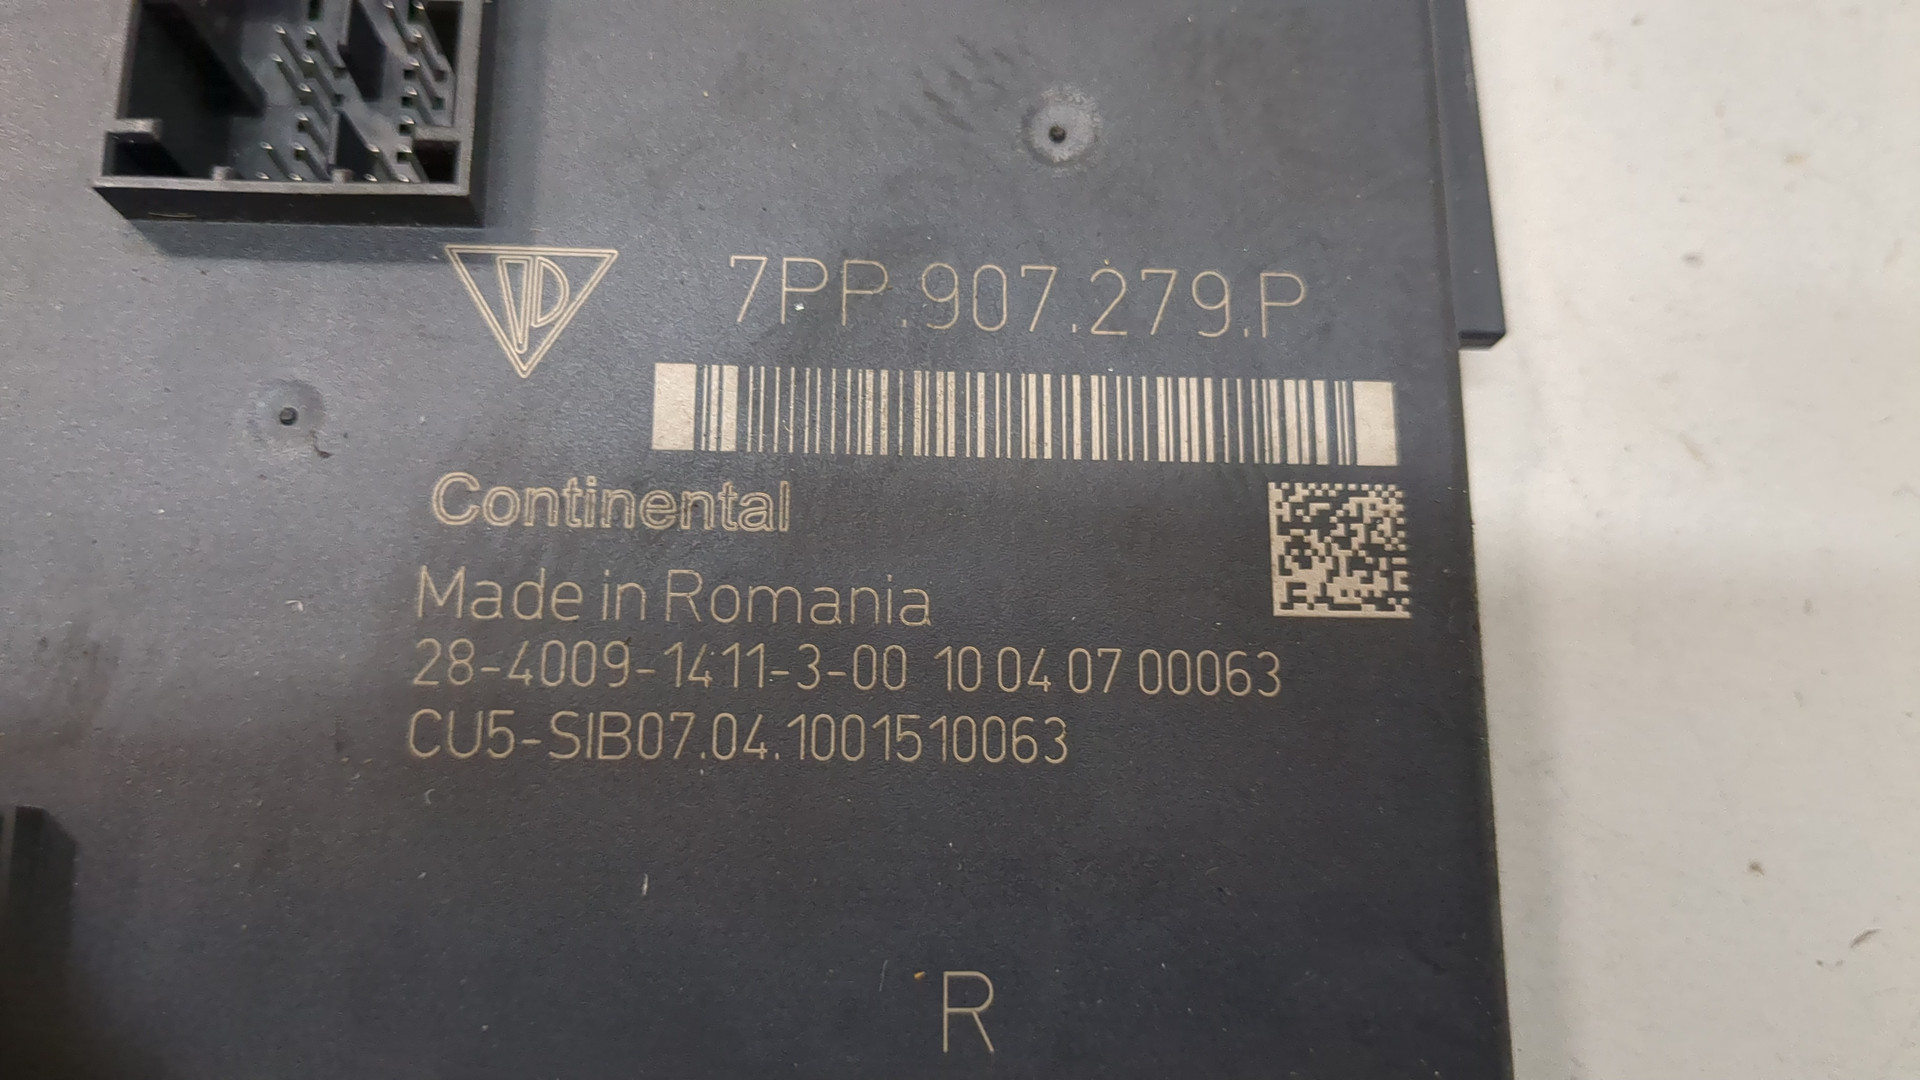 7PP.907.279.P
Continental
Made in Romania
28-4009-1411-3-00 10 04 07 00063
CU5-SIB07.04.1001510063
R